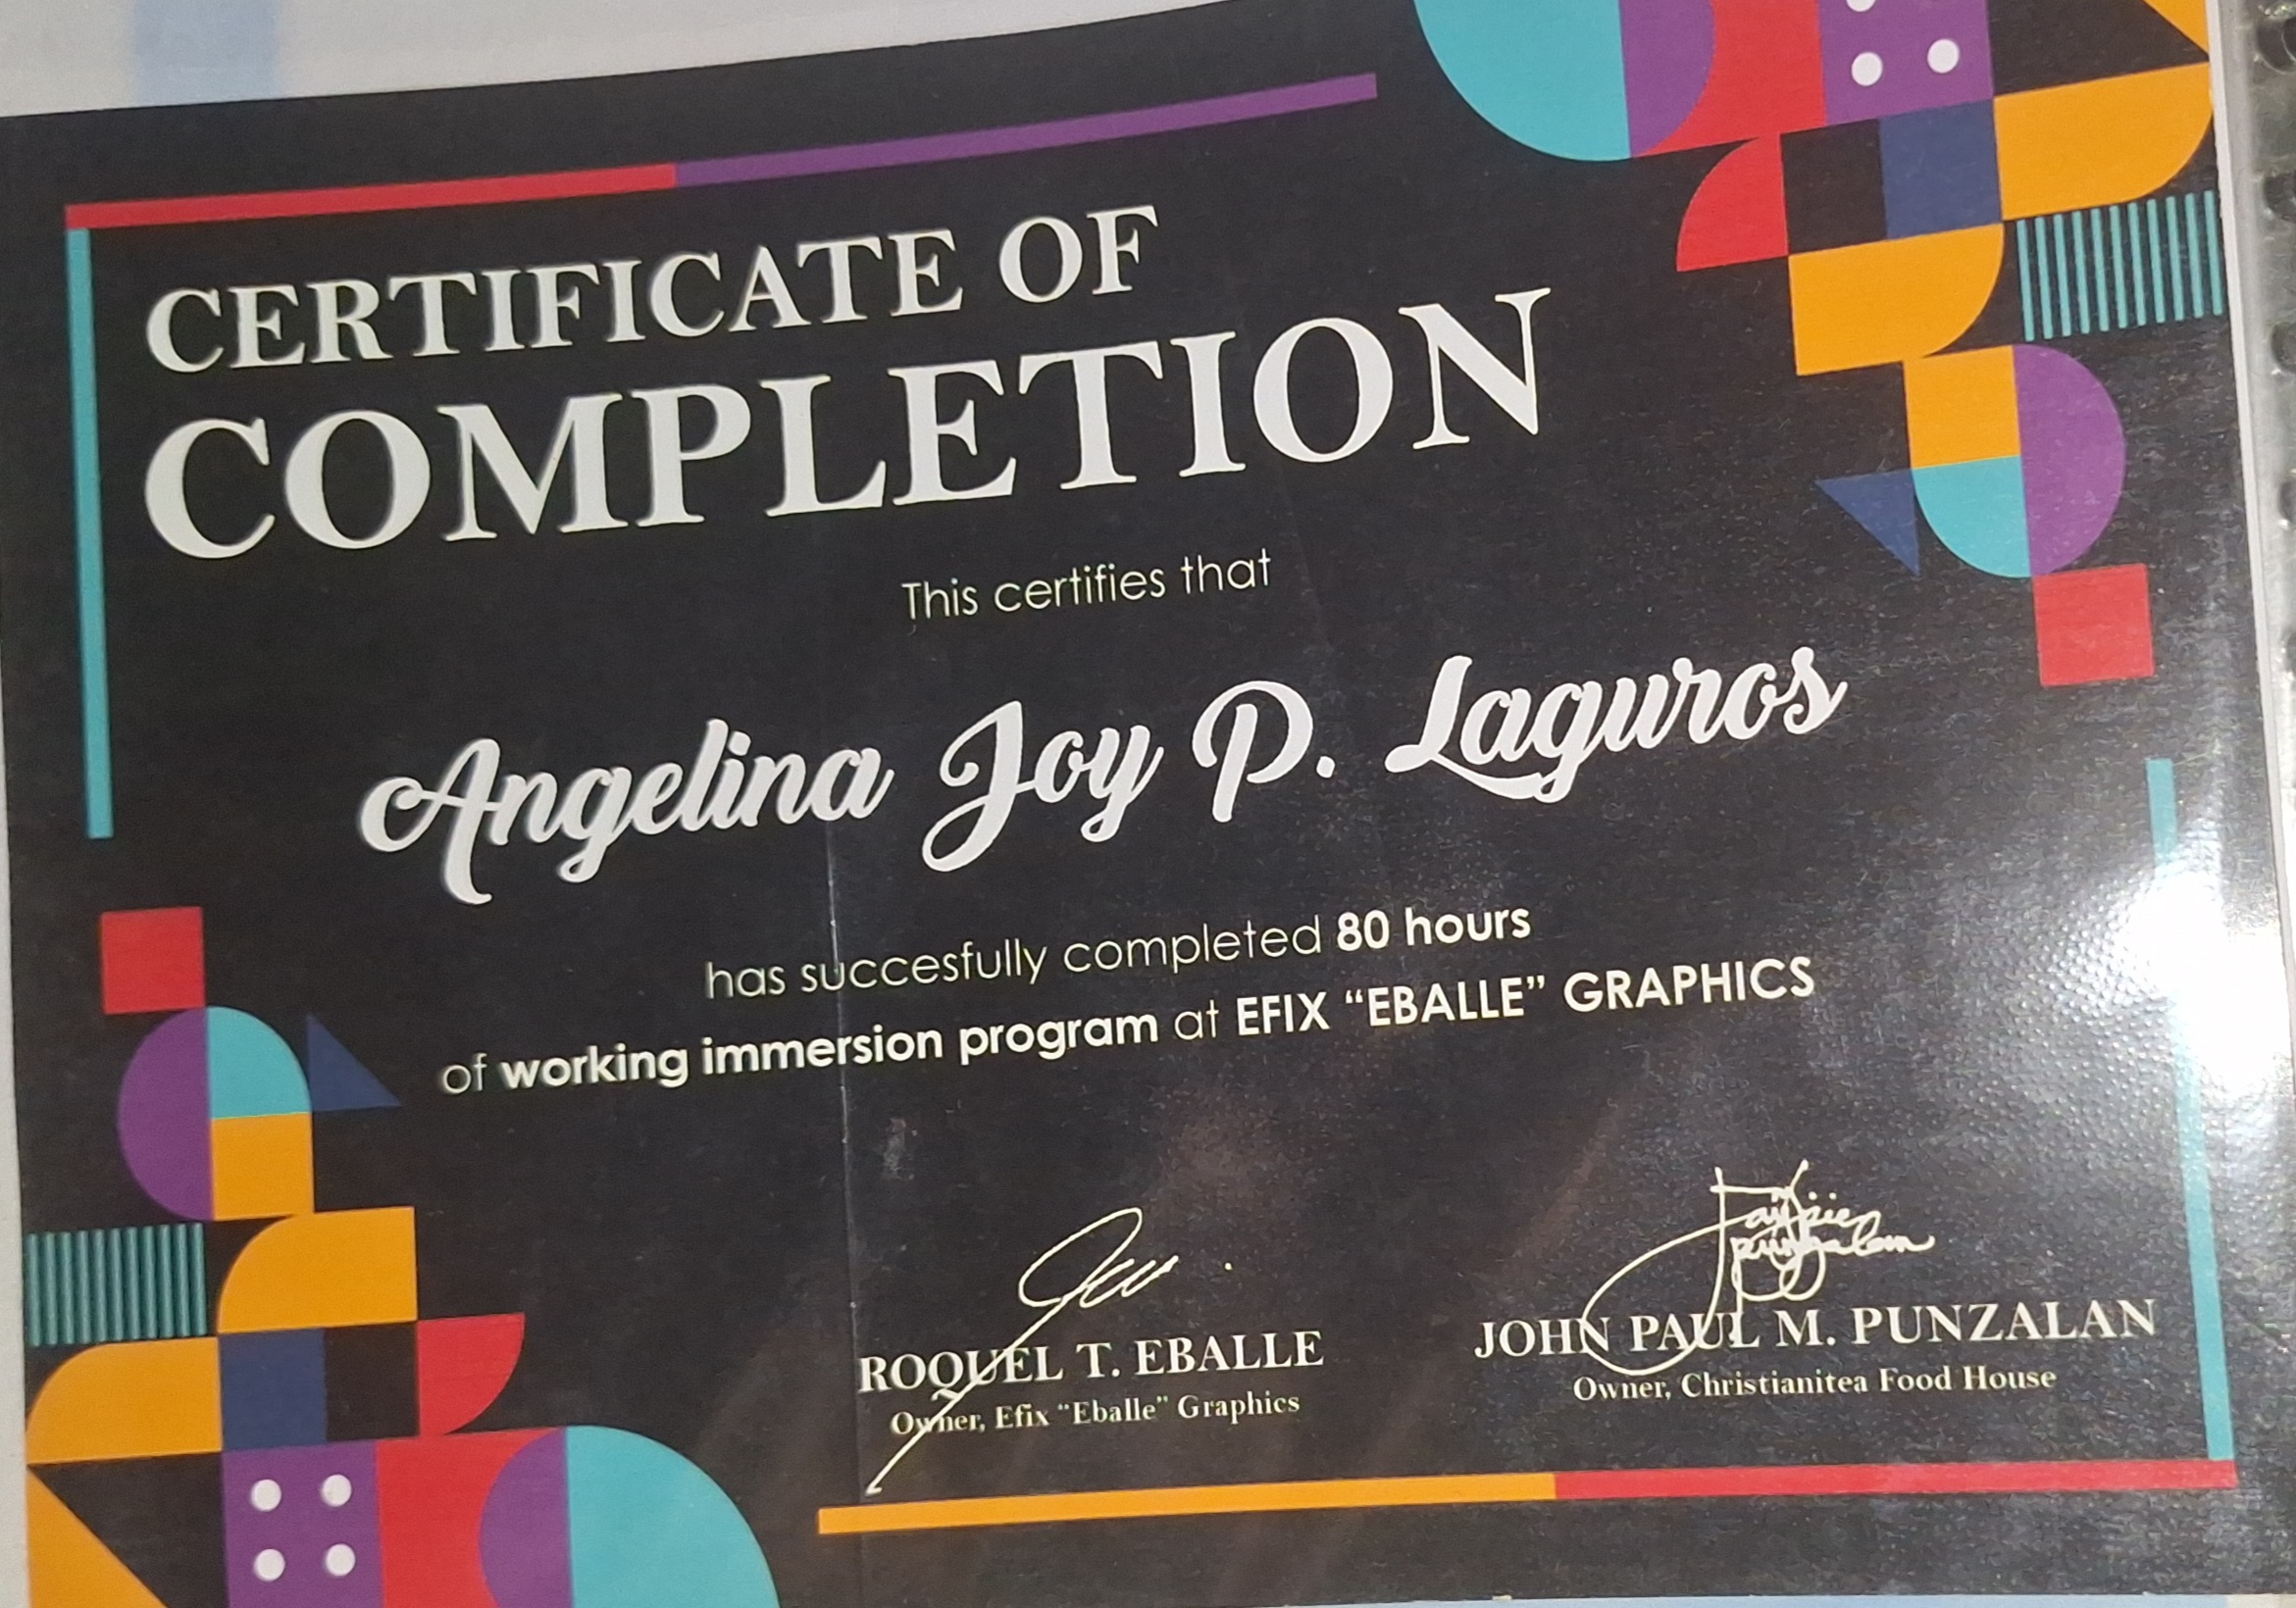 CERTIFICATE OF
COMPLETION
This certifies that
Angelina Joy P. Laguros
has succesfully completed 80 hours
of working immersion program at EFIX “EBALLE” GRAPHICS
ROQUEL T. EBALLE
Owner, Efix “Eballe” Graphics
JOHN PAUL M. PUNZALAN
Owner, Christianitea Food House